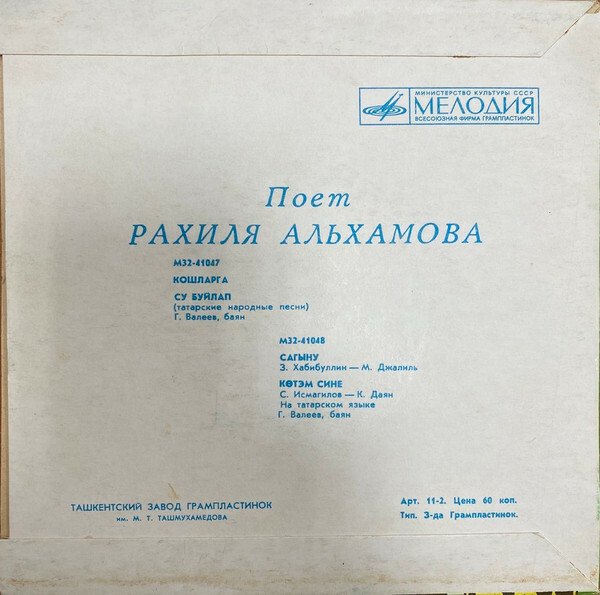 МИНИСТЕРСТВО КУЛЬТУРЫ СССР
МЕЛОДИЯ
ВСЕСОЮЗНАЯ ФИРМА ГРАМПЛАСТИНОК
Поет
РАХИЛЯ АЛЬХАМОВА
М32-41047
КОШЛАРГА
СУ БУЙЛАП
(татарские народные песни)
Г. Валеев, баян
М32-41048
САГЫНУ
З. Хабибуллин — М. Джалиль
КӨТЭМ СИНЕ
С. Исмагилов — К. Даян
На татарском языке
Г. Валеев, баян
ТАШКЕНТСКИЙ ЗАВОД ГРАМПЛАСТИНОК
им. М. Т. ТАШМУХАМЕДОВА
Арт. 11-2. Цена 60 коп.
Тип. З-да Грампластинок.